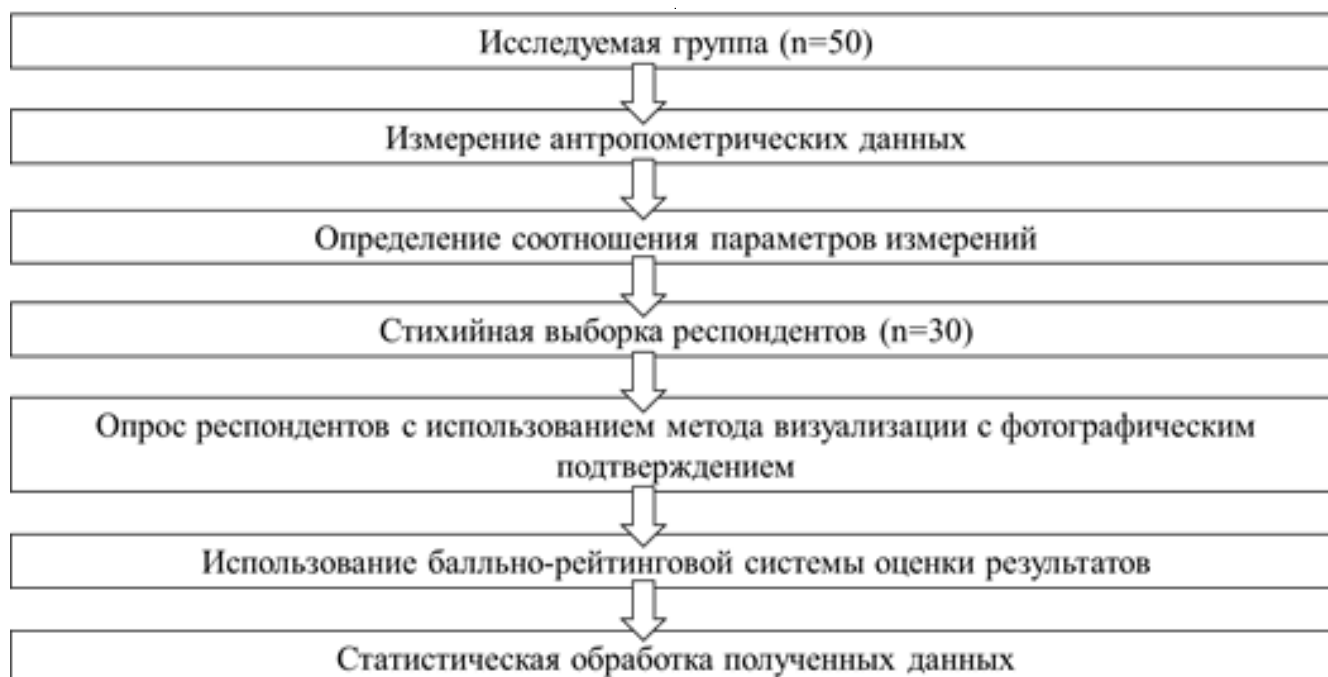 Исследуемая группа (n=50)
Измерение антропометрических данных
Определение соотношения параметров измерений
Стихийная выборка респондентов (n=30)
Опрос респондентов с использованием метода визуализации с фотографическим
подтверждением
Использование балльно-рейтинговой системы оценки результатов
Статистическая обработка полученных данных